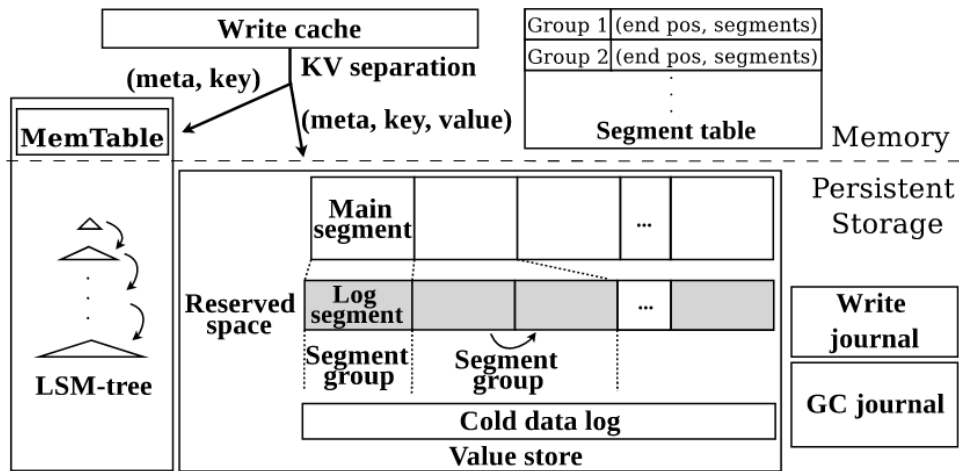 Write cache
KV separation
(meta, key)
(meta, key, value)
Group 1 (end pos, segments)
Group 2 (end pos, segments)
.
.
.
Segment table
MemTable
Memory
Persistent
Storage
.
.
.
LSM-tree
Main
segment
...
Reserved
space
Log
segment
...
Segment
group
Segment
group
Cold data log
Value store
Write
journal
GC journal